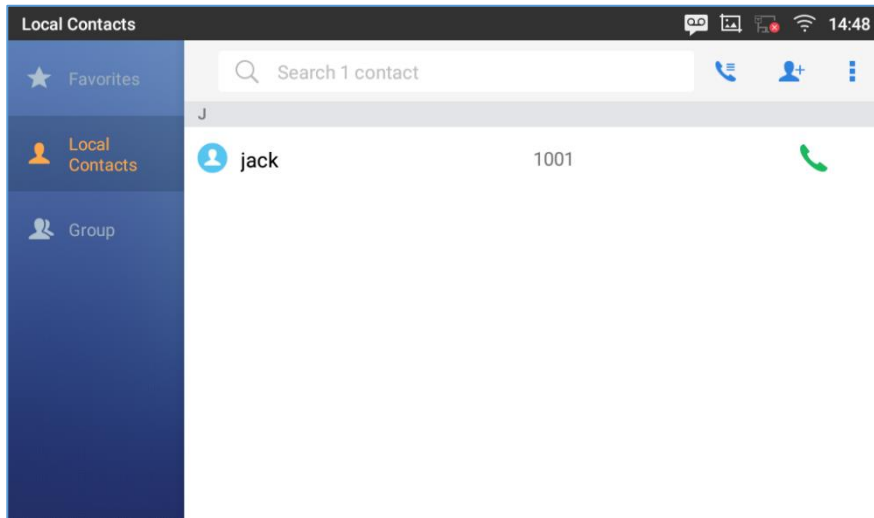 Local Contacts
14:48
Favorites
Search 1 contact
J
Local
Contacts
jack
1001
Group